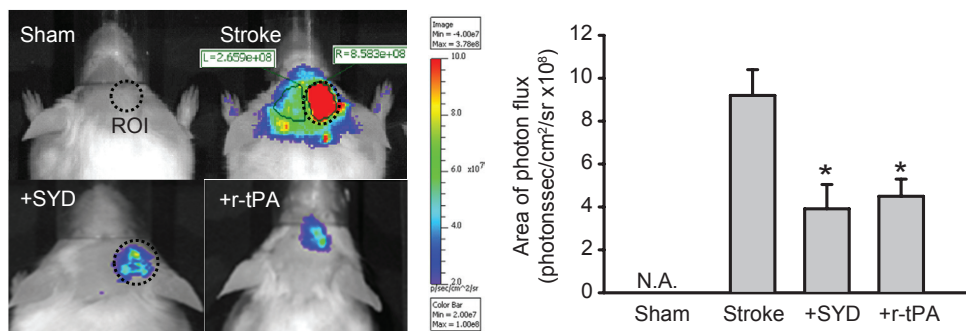 Sham
Stroke
L=2.659e+08
R=8.583e+08
ROI
+SYD
+r-tPA
Image
Min = -4.00e7
Max = 3.78e8
10.0
8.0
6.0
x10⁷
4.0
2.0
p/sec/cm^2/sr
Color Bar
Min = 2.00e7
Max = 1.00e8
Area of photon flux
(photonssec/cm²/sr x10⁸)
12
10
8
6
4
2
0
N.A.
*
*
Sham
Stroke
+SYD
+r-tPA